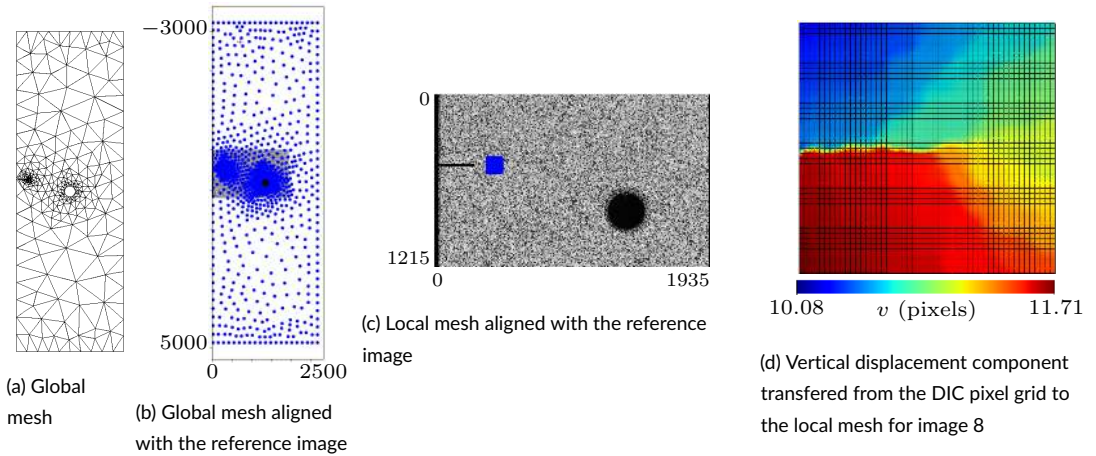 −3000
5000
0
2500
0
1215
0
1935
10.08
v (pixels)
11.71
(a) Global
mesh
(b) Global mesh aligned
with the reference image
(c) Local mesh aligned with the reference
image
(d) Vertical displacement component
transfered from the DIC pixel grid to
the local mesh for image 8